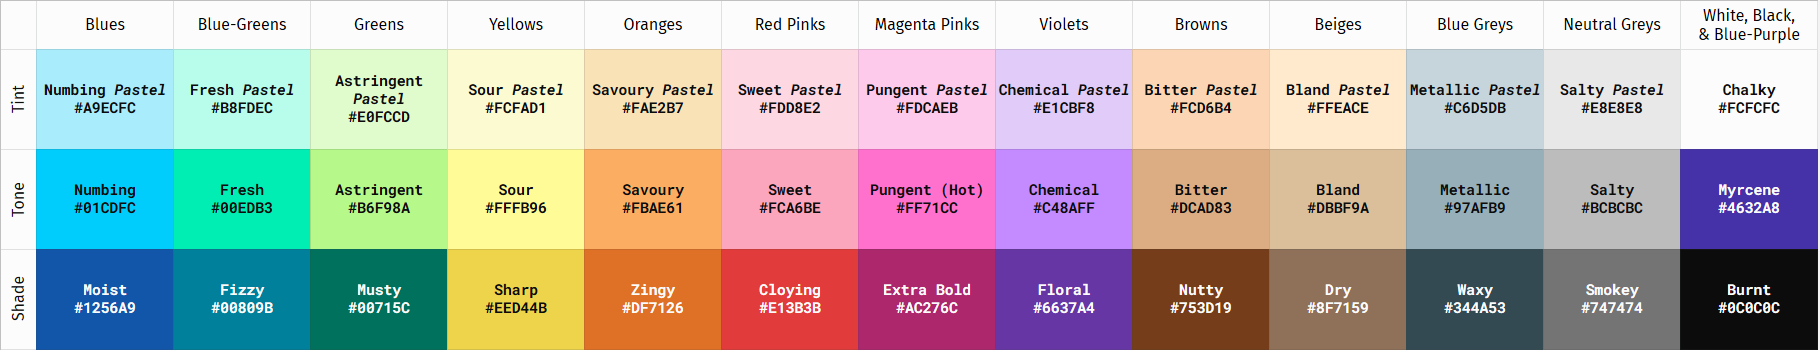 Blues Blue-Greens Greens Yellows Oranges Red Pinks Magenta Pinks Violets Browns Beiges Blue Greys Neutral Greys White, Black,
& Blue-Purple
Tint
Numbing Pastel
#A9ECFC
Fresh Pastel
#B8FDEC
Astringent
Pastel
#E0FCCD
Sour Pastel
#FCFAD1
Savoury Pastel
#FAE2B7
Sweet Pastel
#FDD8E2
Pungent Pastel
#FDCAEB
Chemical Pastel
#E1CBF8
Bitter Pastel
#FCD6B4
Bland Pastel
#FFEACE
Metallic Pastel
#C6D5DB
Salty Pastel
#E8E8E8
Chalky
#FCFCFC
Tone
Numbing
#01CDFC
Fresh
#00EDB3
Astringent
#B6F98A
Sour
#FFFB96
Savoury
#FBAE61
Sweet
#FCA6BE
Pungent (Hot)
#FF71CC
Chemical
#C48AFF
Bitter
#DCAD83
Bland
#DBBF9A
Metallic
#97AFB9
Salty
#BCBCBC
Myrcene
#4632A8
Shade
Moist
#1256A9
Fizzy
#00809B
Musty
#00715C
Sharp
#EED44B
Zingy
#DF7126
Cloying
#E13B3B
Extra Bold
#AC276C
Floral
#6637A4
Nutty
#753D19
Dry
#8F7159
Waxy
#344A53
Smokey
#747474
Burnt
#0C0C0C